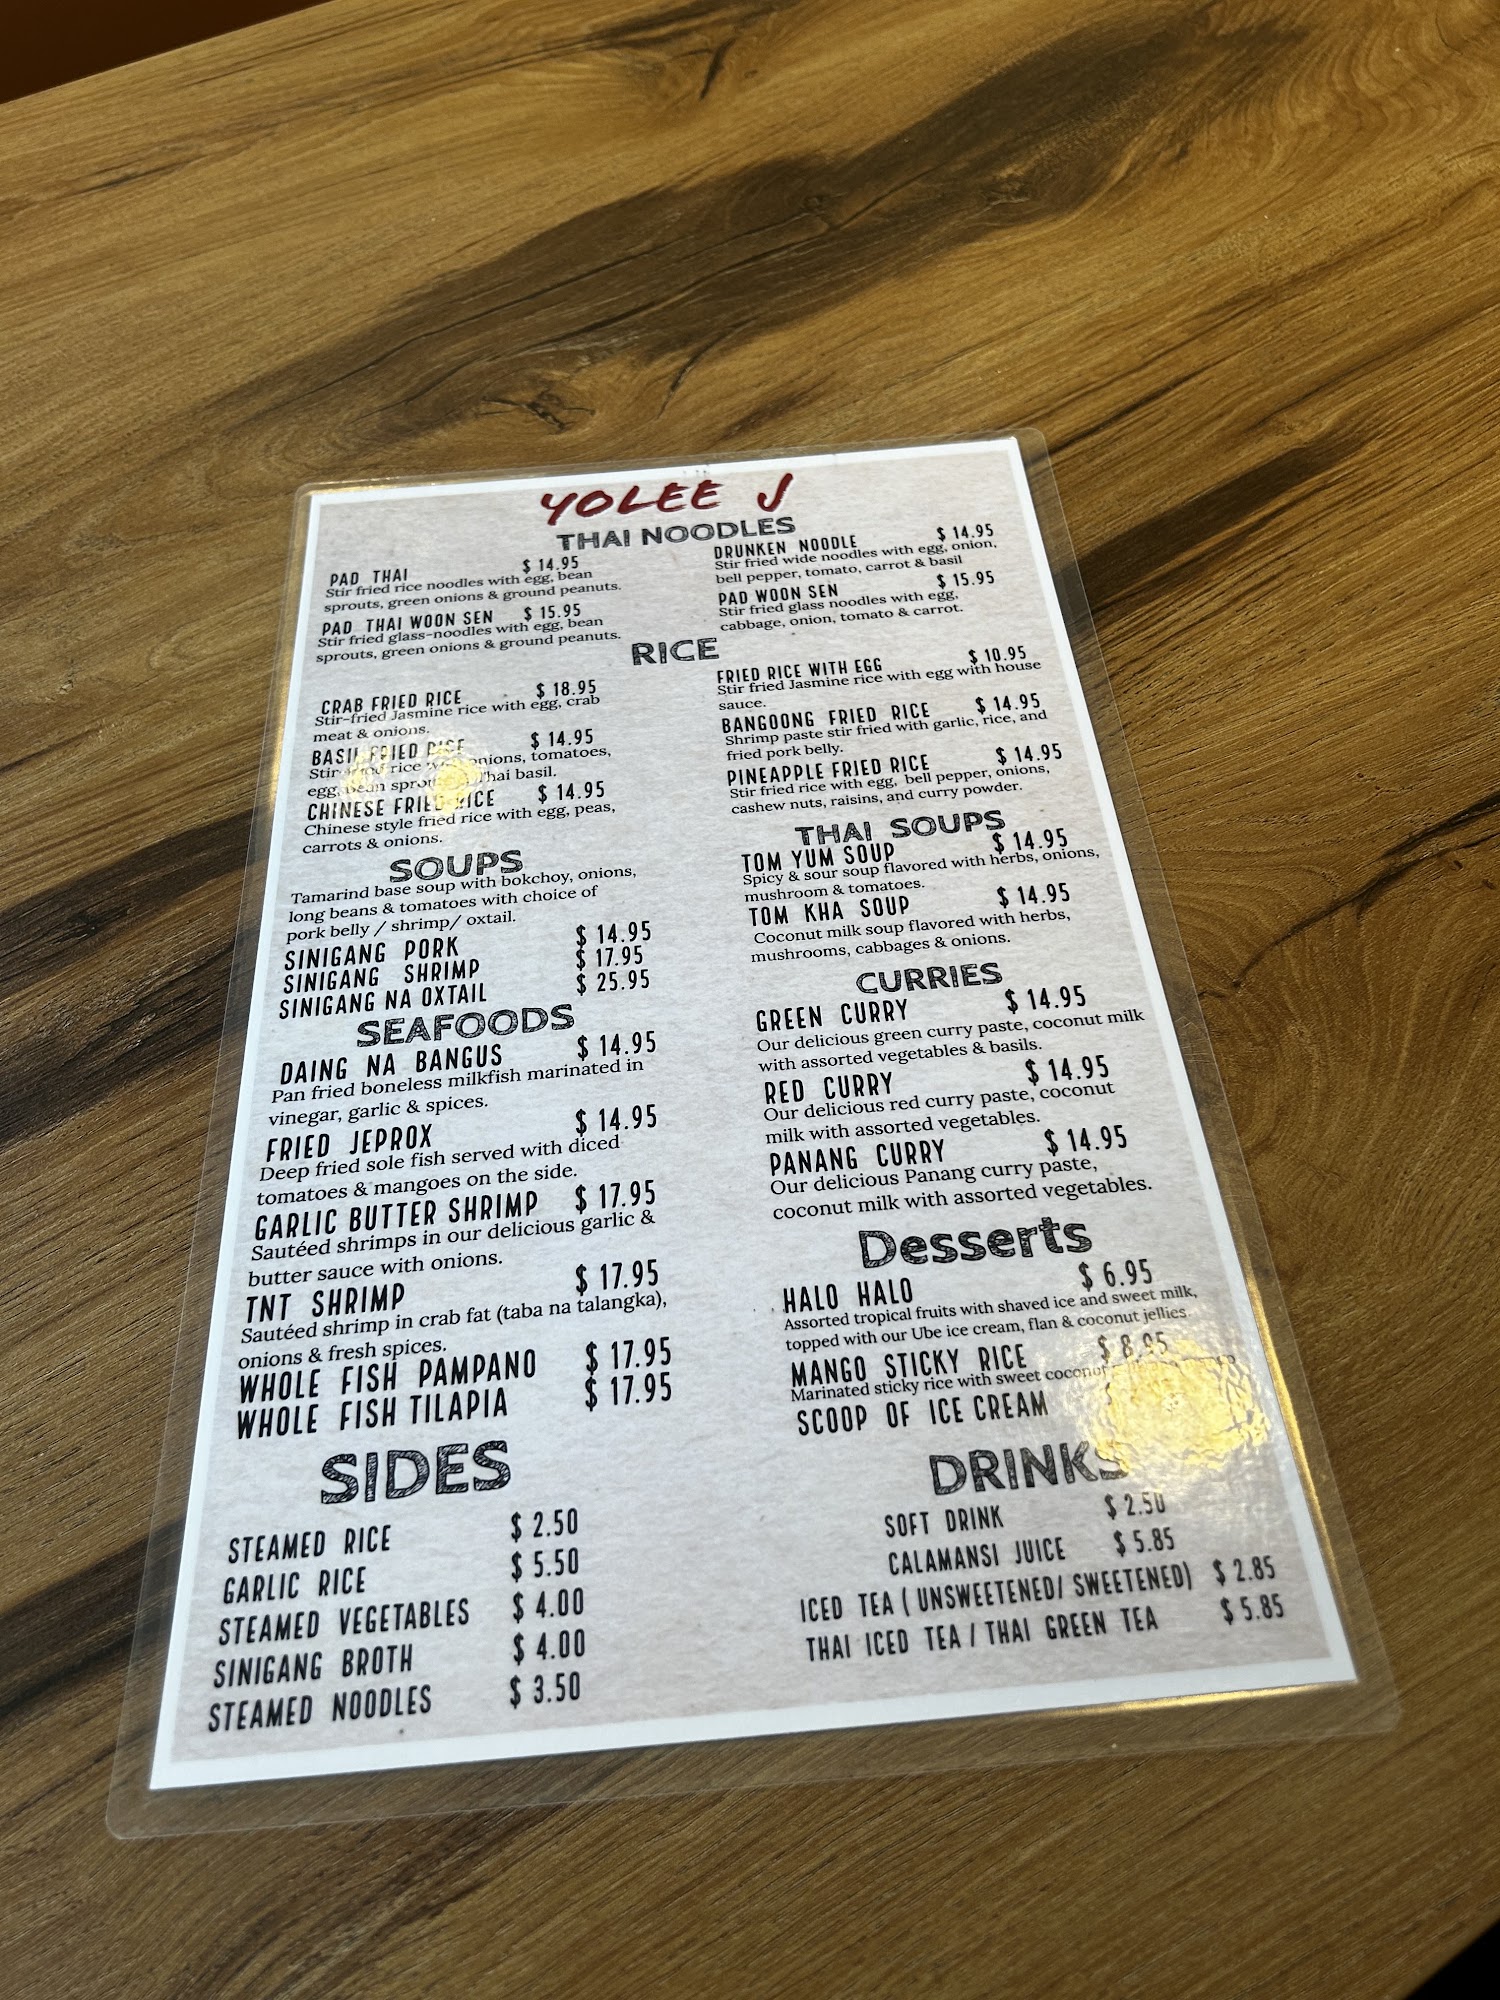 YOLEE J
THAI NOODLES
PAD THAI $ 14.95
Stir fried rice noodles with egg, bean
sprouts, green onions & ground peanuts.
PAD THAI WOON SEN $ 15.95
Stir fried glass-noodles with egg, bean
sprouts, green onions & ground peanuts.
DRUNKEN NOODLE $ 14.95
Stir fried wide noodles with egg, onion,
bell pepper, tomato, carrot & basil
PAD WOON SEN $ 15.95
Stir fried glass noodles with egg,
cabbage, onion, tomato & carrot.
RICE
CRAB FRIED RICE $ 18.95
Stir-fried Jasmine rice with egg, crab
meat & onions.
BASIL FRIED RICE $ 14.95
Stir fried rice onions, tomatoes,
egg, bean Thai basil.
CHINESE FRIED RICE $ 14.95
Chinese style fried rice with egg, peas,
carrots & onions.
FRIED RICE WITH EGG $ 10.95
Stir fried Jasmine rice with egg with house
sauce.
BANGOONG FRIED RICE $ 14.95
Shrimp paste stir fried with garlic, rice, and
fried pork belly.
PINEAPPLE FRIED RICE $ 14.95
Stir fried rice with egg, bell pepper, onions,
cashew nuts, raisins, and curry powder.
SOUPS
Tamarind base soup with bokchoy, onions,
long beans & tomatoes with choice of
pork belly / shrimp/ oxtail.
SINIGANG PORK $ 14.95
SINIGANG SHRIMP $ 17.95
SINIGANG NA OXTAIL $ 25.95
SEAFOODS
DAING NA BANGUS $ 14.95
Pan fried boneless milkfish marinated in
vinegar, garlic & spices.
FRIED JEPROX $ 14.95
Deep fried sole fish served with diced
tomatoes & mangoes on the side.
GARLIC BUTTER SHRIMP $ 17.95
Sautéed shrimps in our delicious garlic &
butter sauce with onions.
TNT SHRIMP $ 17.95
Sautéed shrimp in crab fat (taba na talangka),
onions & fresh spices.
WHOLE FISH PAMPANO $ 17.95
WHOLE FISH TILAPIA $ 17.95
SIDES
STEAMED RICE $ 2.50
GARLIC RICE $ 5.50
STEAMED VEGETABLES $ 4.00
SINIGANG BROTH $ 4.00
STEAMED NOODLES $ 3.50
THAI SOUPS
TOM YUM SOUP $ 14.95
Spicy & sour soup flavored with herbs, onions,
mushroom & tomatoes.
TOM KHA SOUP $ 14.95
Coconut milk soup flavored with herbs,
mushrooms, cabbages & onions.
CURRIES
GREEN CURRY $ 14.95
Our delicious green curry paste, coconut milk
with assorted vegetables & basils.
RED CURRY $ 14.95
Our delicious red curry paste, coconut
milk with assorted vegetables.
PANANG CURRY $ 14.95
Our delicious Panang curry paste,
coconut milk with assorted vegetables.
Desserts
HALO HALO $ 6.95
Assorted tropical fruits with shaved ice and sweet milk,
topped with our Ube ice cream, flan & coconut jellies.
MANGO STICKY RICE $ 8.95
Marinated sticky rice with sweet coconut
SCOOP OF ICE CREAM
DRINKS
SOFT DRINK $ 2.50
CALAMANSI JUICE $ 5.85
ICED TEA ( UNSWEETENED/ SWEETENED) $ 2.85
THAI ICED TEA / THAI GREEN TEA $ 5.85